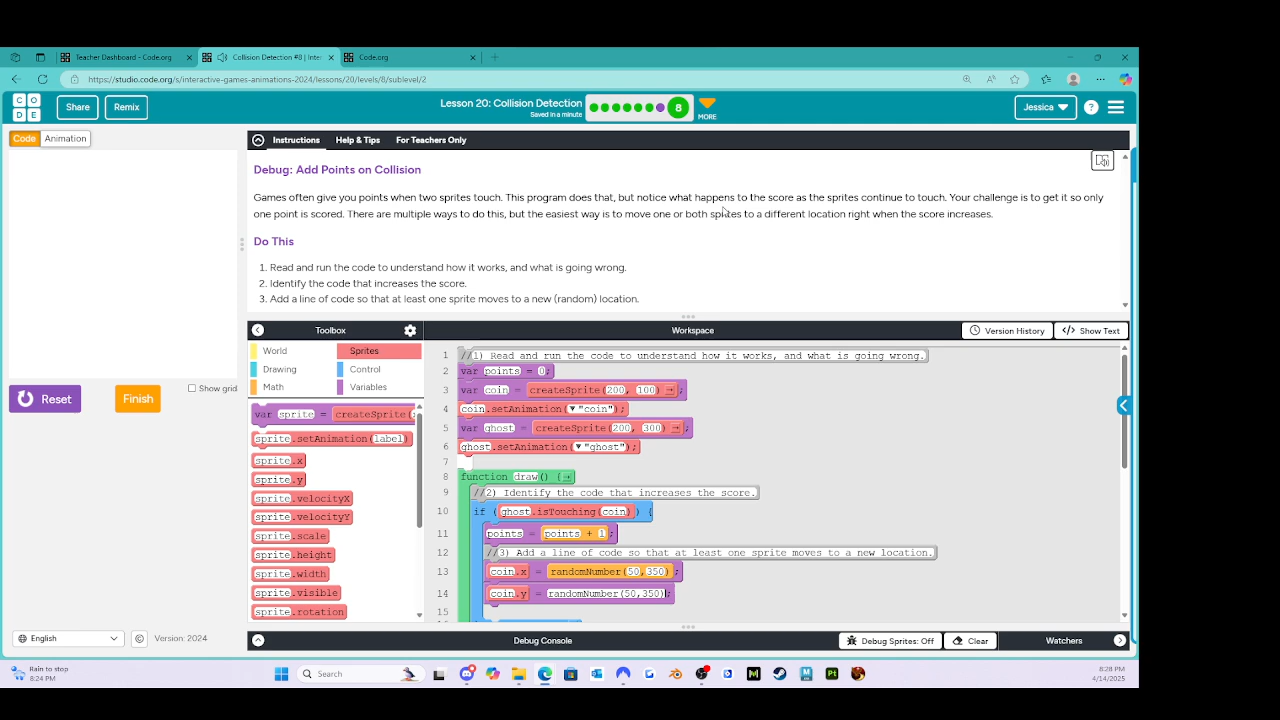 Teacher Dashboard - Code.org
Collision Detection #8 | Inte
Code.org
https://studio.code.org/s/interactive-games-animations-2024/lessons/20/levels/8/sublevel/2
C O
D E
Share
Remix
Lesson 20: Collision Detection
Saved in a minute
8
MORE
Jessica
?
Code
Animation
Instructions
Help & Tips
For Teachers Only
Debug: Add Points on Collision
Games often give you points when two sprites touch. This program does that, but notice what happens to the score as the sprites continue to touch. Your challenge is to get it so only
one point is scored. There are multiple ways to do this, but the easiest way is to move one or both sprites to a different location right when the score increases.
Do This
1. Read and run the code to understand how it works, and what is going wrong.
2. Identify the code that increases the score.
3. Add a line of code so that at least one sprite moves to a new (random) location.
Toolbox
Workspace
Version History
Show Text
World
Sprites
Drawing
Control
Math
Variables
var sprite = createSprite(
sprite.setAnimation(label)
sprite.x
sprite.y
sprite.velocityX
sprite.velocityY
sprite.scale
sprite.height
sprite.width
sprite.visible
sprite.rotation
1 //1) Read and run the code to understand how it works, and what is going wrong.
2 var points = 0;
3 var coin = createSprite(200, 100);
4 coin.setAnimation("coin");
5 var ghost = createSprite(200, 300);
6 ghost.setAnimation("ghost");
7
8 function draw() {
9 //2) Identify the code that increases the score.
10 if (ghost.isTouching(coin)) {
11 points = points + 1;
12 //3) Add a line of code so that at least one sprite moves to a new location.
13 coin.x = randomNumber(50,350);
14 coin.y = randomNumber(50,350);
15
Reset
Finish
Show grid
English
Version: 2024
Debug Console
Debug Sprites: Off
Clear
Watchers
Rain to stop
8:24 PM
Search
8:28 PM
4/14/2025